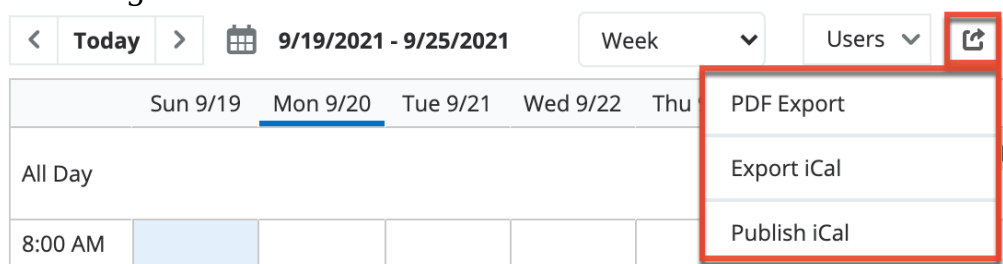 Today 9/19/2021 - 9/25/2021 Week Users
Sun 9/19 Mon 9/20 Tue 9/21 Wed 9/22 Thu
PDF Export
All Day
Export iCal
8:00 AM
Publish iCal